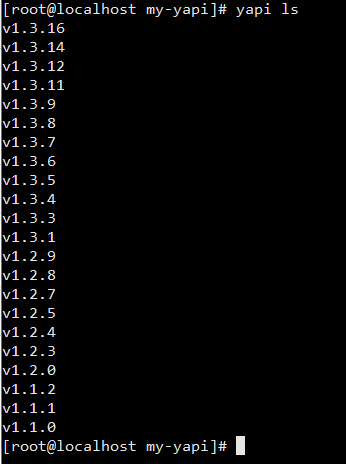 [root@localhost my-yapi]# yapi ls
v1.3.16
v1.3.14
v1.3.12
v1.3.11
v1.3.9
v1.3.8
v1.3.7
v1.3.6
v1.3.5
v1.3.4
v1.3.3
v1.3.1
v1.2.9
v1.2.8
v1.2.7
v1.2.5
v1.2.4
v1.2.3
v1.2.0
v1.1.2
v1.1.1
v1.1.0
[root@localhost my-yapi]#